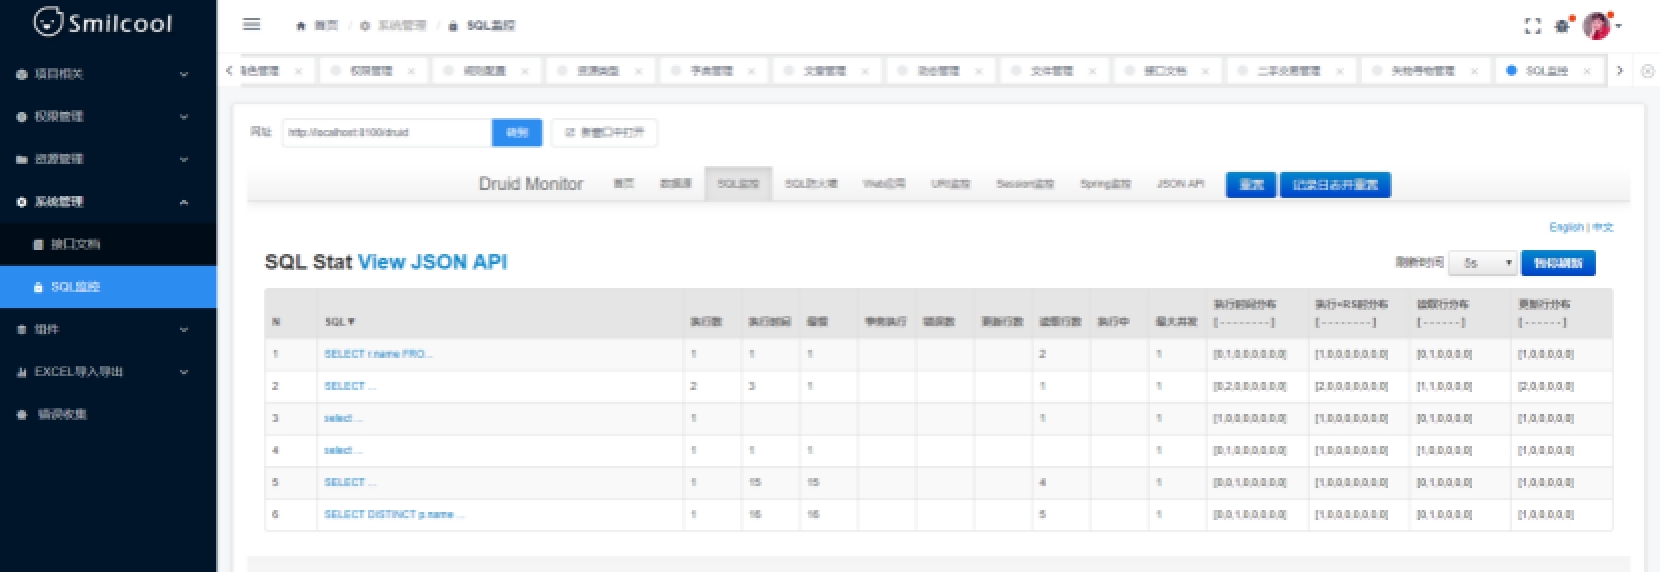 Smilcool
首页 / 系统管理 / SQL监控
项目相关
权限管理
资源管理
系统管理
接口文档
SQL监控
组件
EXCEL导入导出
错误收集
角色管理 权限管理 规则配置 资源类型 字典管理 文章管理 动态管理 文件管理 接口文档 二手交易管理 失物寻物管理 SQL监控
网址 http://localhost:8100/druid 转到 新窗口中打开
Druid Monitor 首页 数据源 SQL监控 SQL防火墙 Web应用 URI监控 Session监控 Spring监控 JSON API 重置 记录日志并重置
English | 中文
SQL Stat View JSON API
刷新时间 5s 暂停刷新
N SQL▼ 执行数 执行时间 最慢 事务执行 错误数 更新行数 读取行数 执行中 最大并发 执行时间分布 [ - - - - - - - - ] 执行+RS时分布 [ - - - - - - - - ] 读取行分布 [ - - - - - - ] 更新行分布 [ - - - - - - ]
1 SELECT r.name FRO... 1 1 1 2 1 [0,1,0,0,0,0,0,0] [1,0,0,0,0,0,0,0] [0,1,0,0,0,0] [1,0,0,0,0,0]
2 SELECT ... 2 3 1 1 1 [0,2,0,0,0,0,0,0] [2,0,0,0,0,0,0,0] [1,1,0,0,0,0] [2,0,0,0,0,0]
3 select ... 1 1 1 [1,0,0,0,0,0,0,0] [1,0,0,0,0,0,0,0] [0,1,0,0,0,0] [1,0,0,0,0,0]
4 select ... 1 1 1 1 [0,1,0,0,0,0,0,0] [1,0,0,0,0,0,0,0] [1,0,0,0,0,0] [1,0,0,0,0,0]
5 SELECT ... 1 15 15 4 1 [0,0,1,0,0,0,0,0] [1,0,0,0,0,0,0,0] [0,1,0,0,0,0] [1,0,0,0,0,0]
6 SELECT DISTINCT p.name ... 1 16 16 5 1 [0,0,1,0,0,0,0,0] [1,0,0,0,0,0,0,0] [0,1,0,0,0,0] [1,0,0,0,0,0]